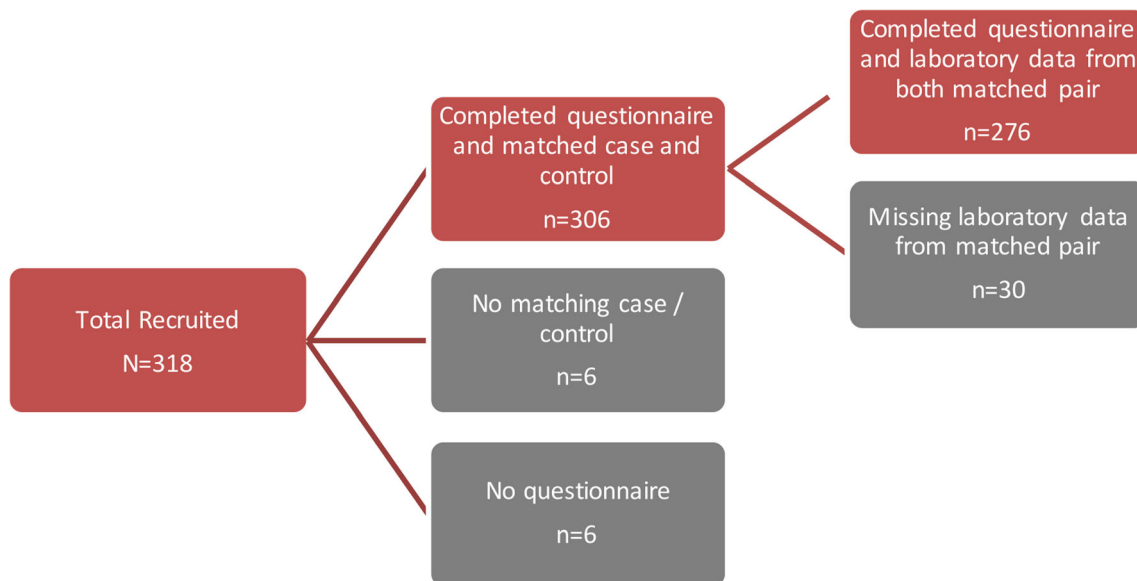 Total Recruited
N=318
Completed questionnaire
and matched case and
control
n=306
No matching case /
control
n=6
No questionnaire
n=6
Completed questionnaire
and laboratory data from
both matched pair
n=276
Missing laboratory data
from matched pair
n=30